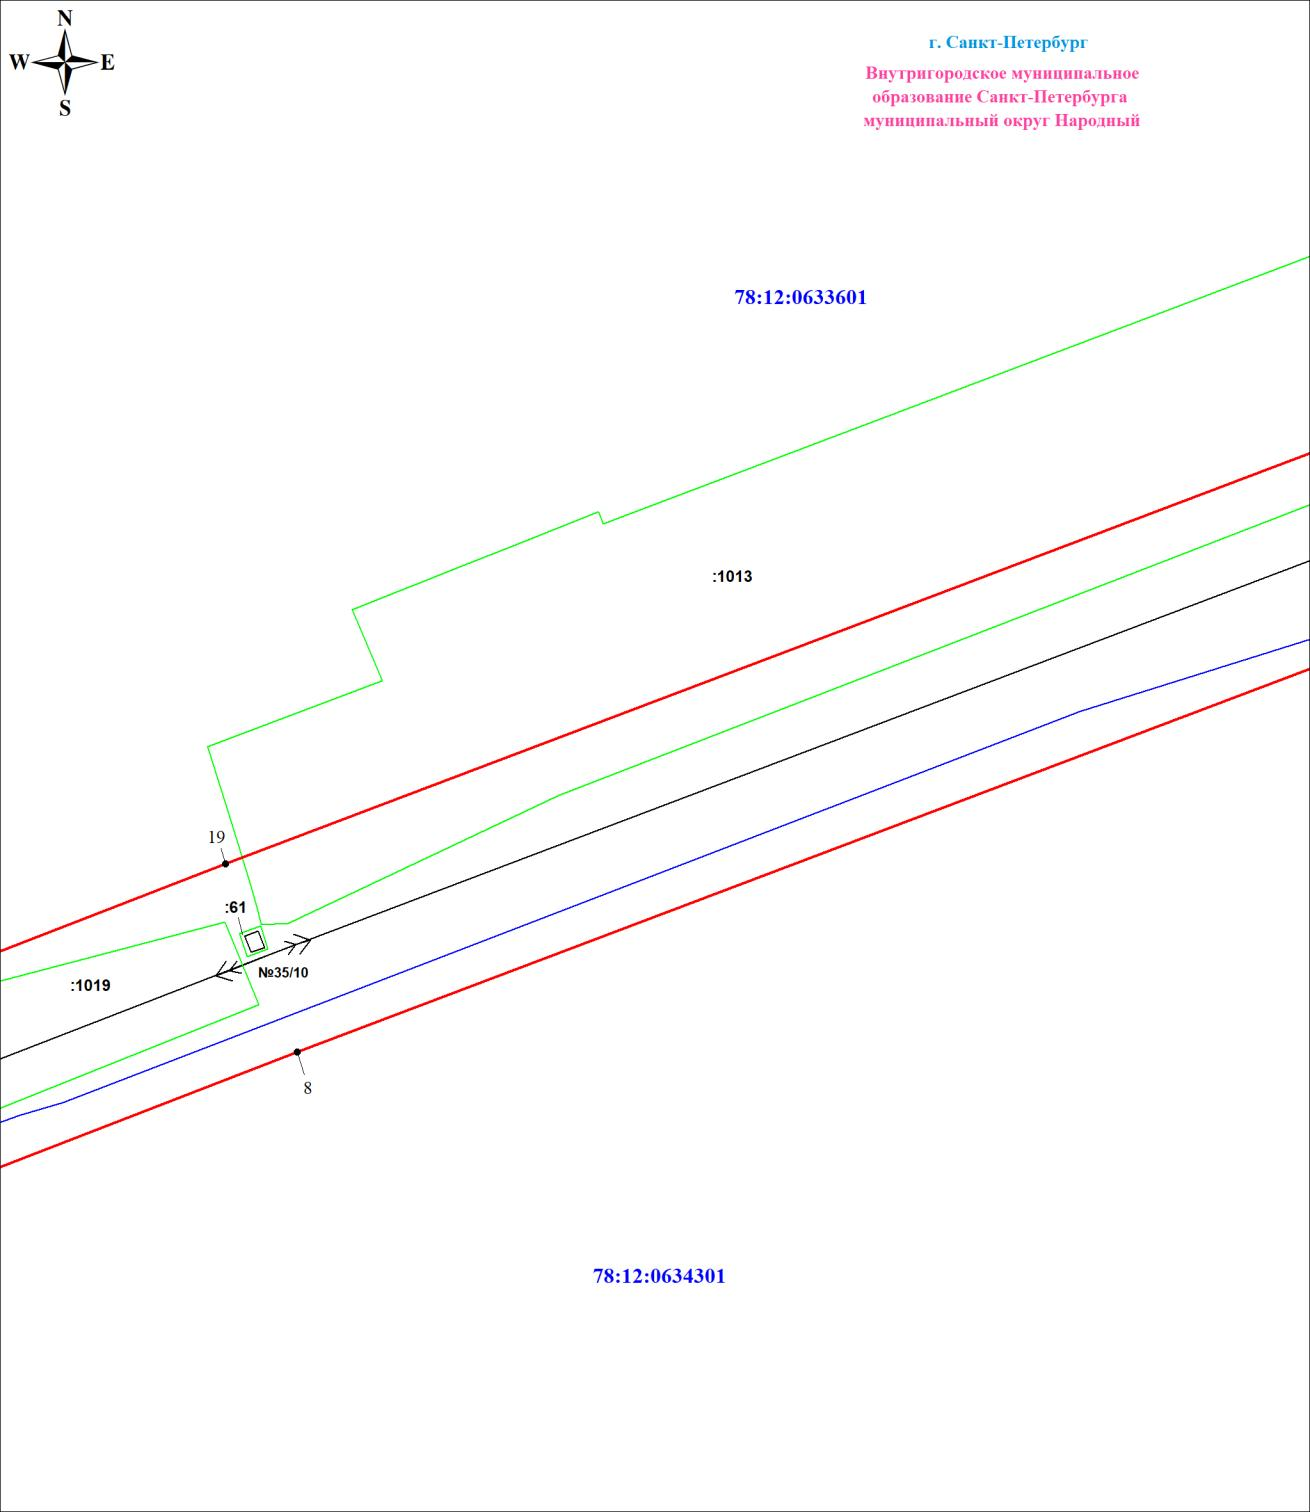 N
W E
S
г. Санкт-Петербург
Внутригородское муниципальное
образование Санкт-Петербурга
муниципальный округ Народный
78:12:0633601
:1013
19
:61
№35/10
:1019
8
78:12:0634301